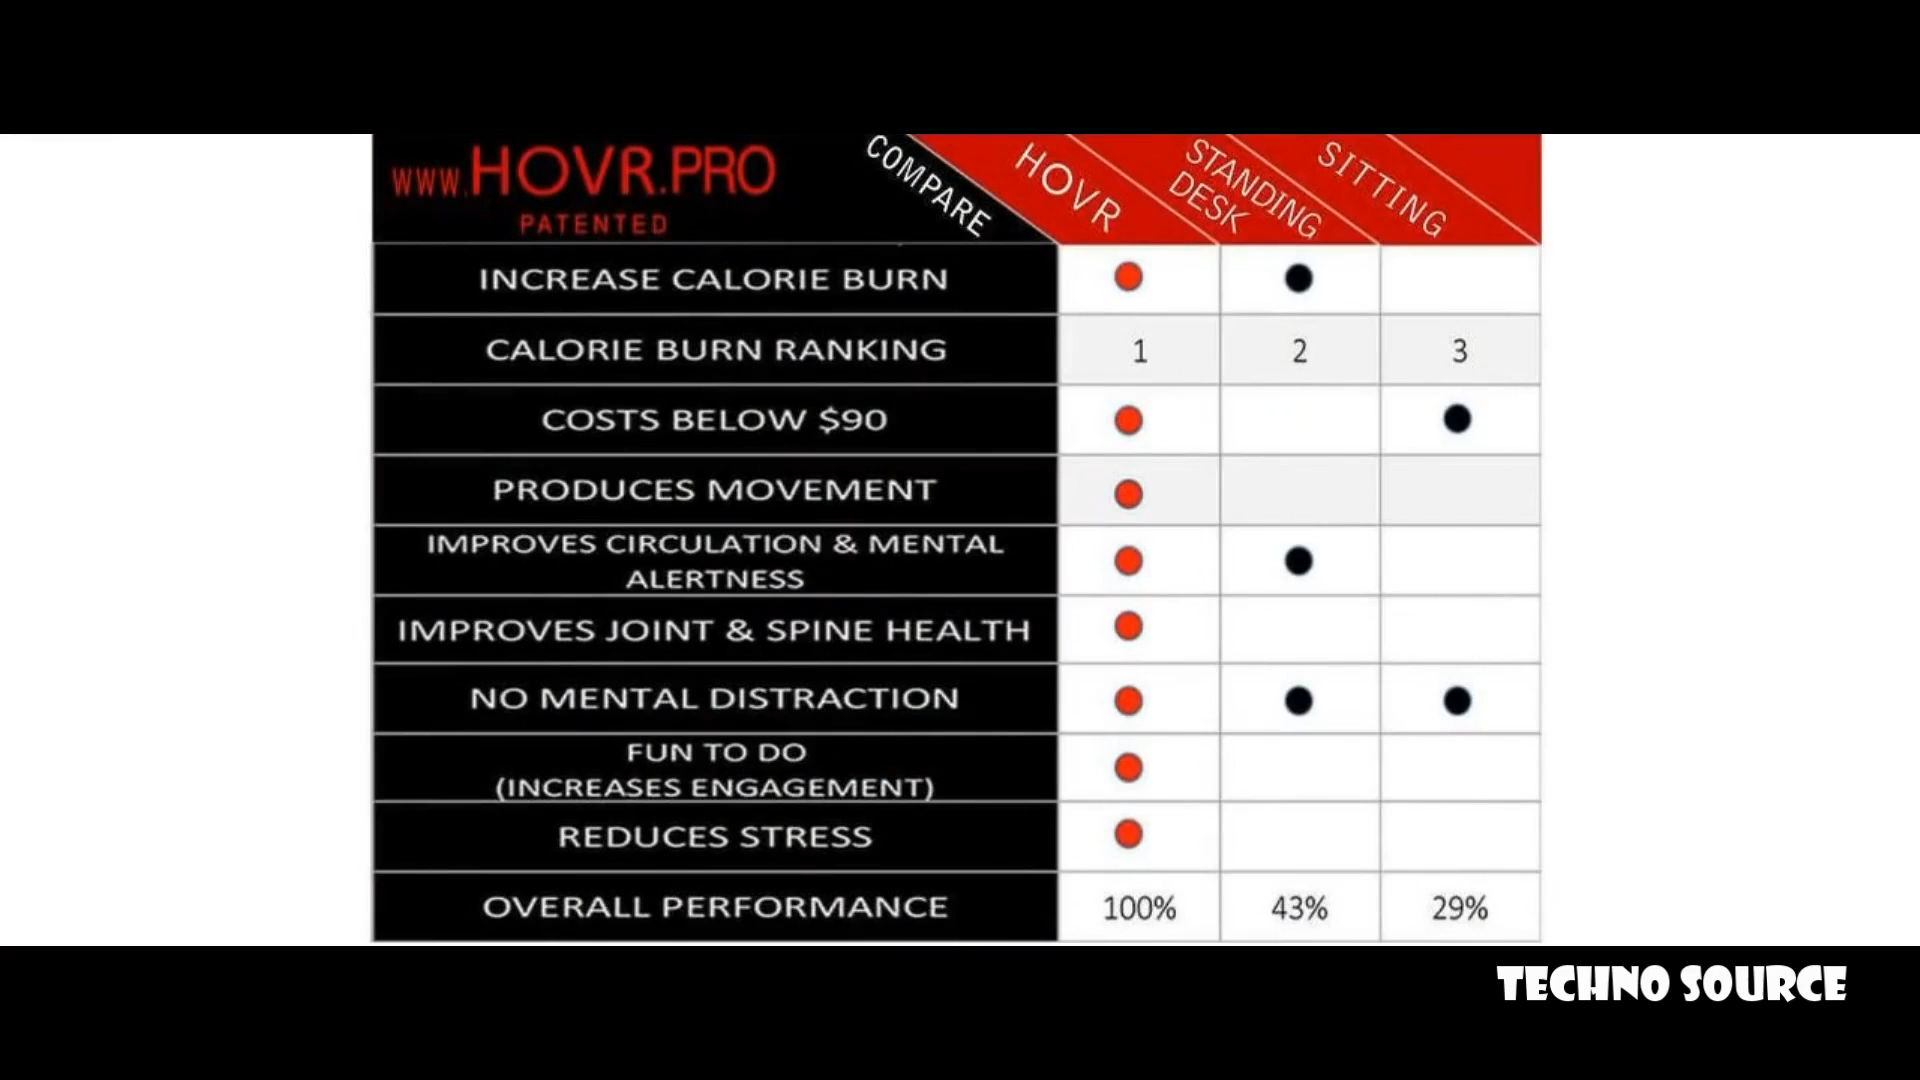 www.HOVR.PRO
PATENTED
COMPARE
HOVR
STANDING
DESK
SITTING
INCREASE CALORIE BURN
CALORIE BURN RANKING 1 2 3
COSTS BELOW $90
PRODUCES MOVEMENT
IMPROVES CIRCULATION & MENTAL
ALERTNESS
IMPROVES JOINT & SPINE HEALTH
NO MENTAL DISTRACTION
FUN TO DO
(INCREASES ENGAGEMENT)
REDUCES STRESS
OVERALL PERFORMANCE 100% 43% 29%
TECHNO SOURCE